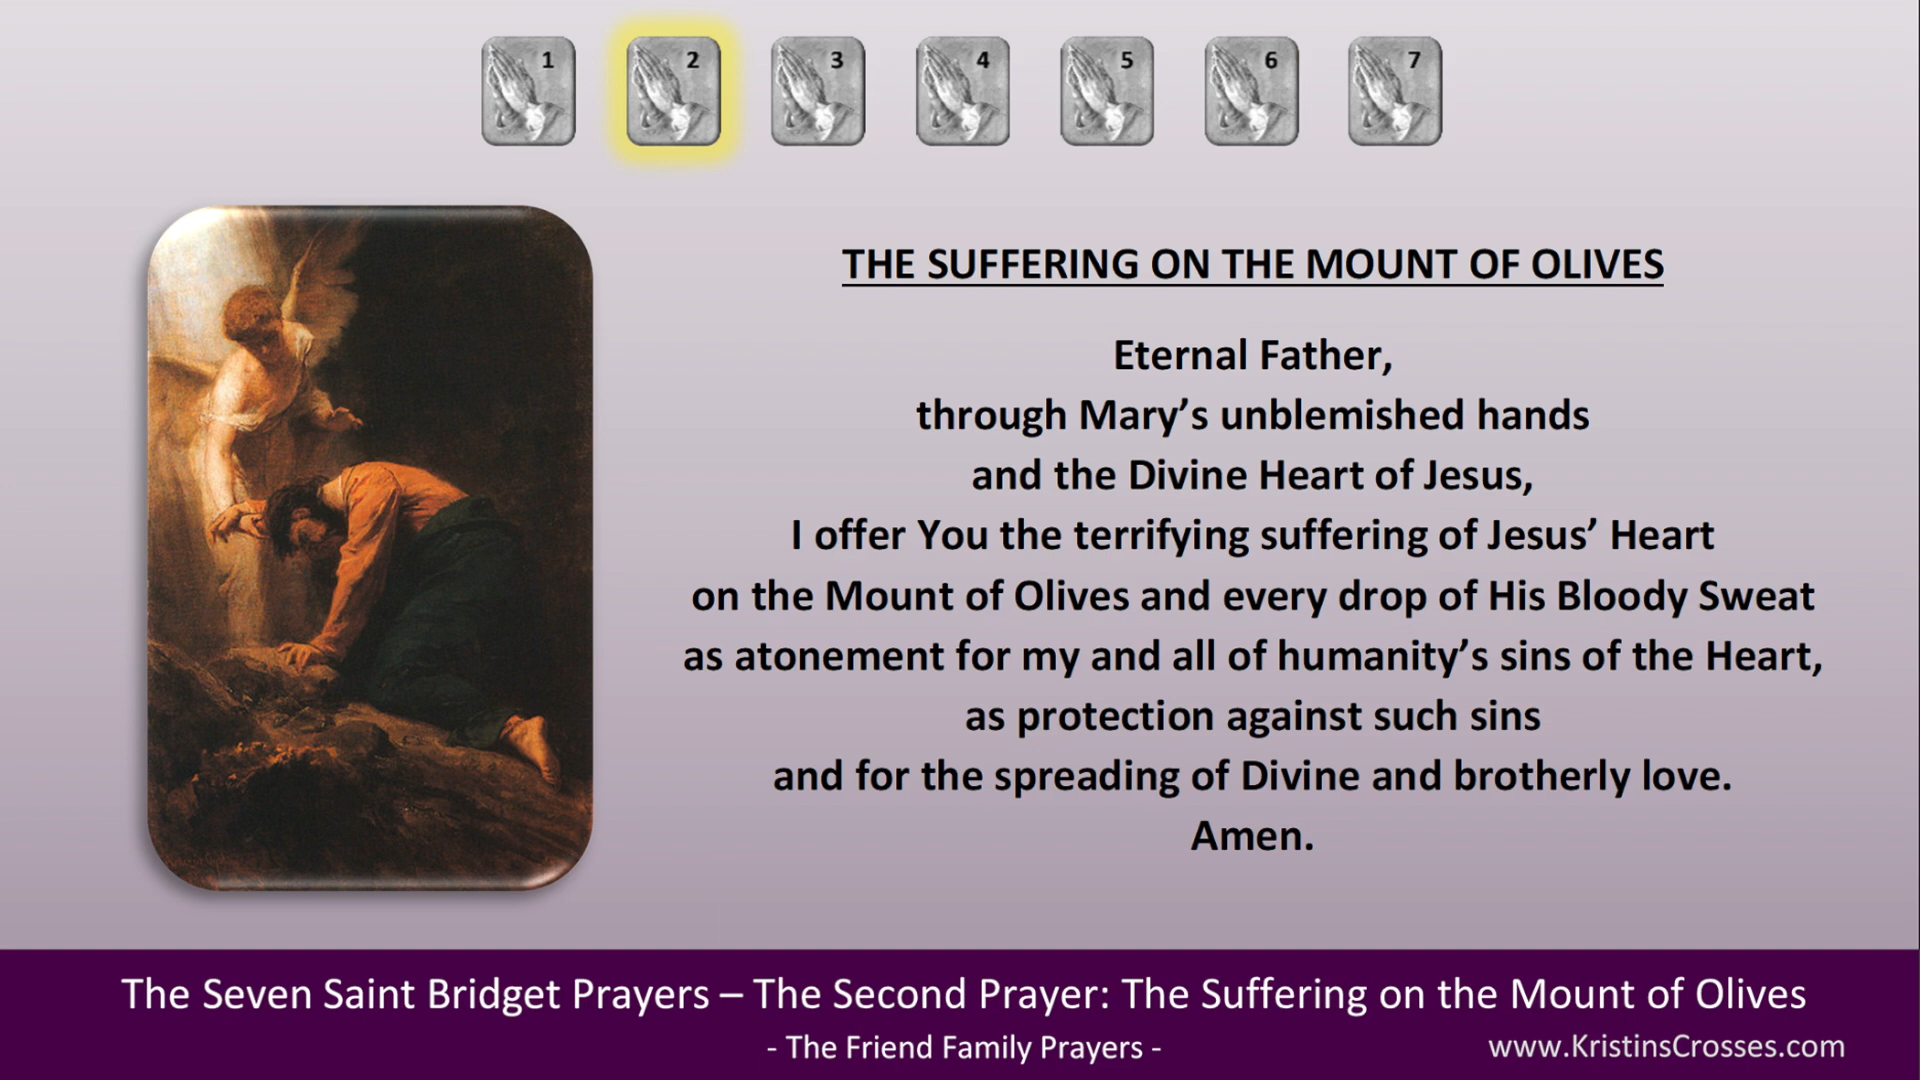 1 2 3 4 5 6 7
THE SUFFERING ON THE MOUNT OF OLIVES
Eternal Father,
through Mary’s unblemished hands
and the Divine Heart of Jesus,
I offer You the terrifying suffering of Jesus’ Heart
on the Mount of Olives and every drop of His Bloody Sweat
as atonement for my and all of humanity’s sins of the Heart,
as protection against such sins
and for the spreading of Divine and brotherly love.
Amen.
The Seven Saint Bridget Prayers – The Second Prayer: The Suffering on the Mount of Olives
- The Friend Family Prayers -
www.KristinsCrosses.com